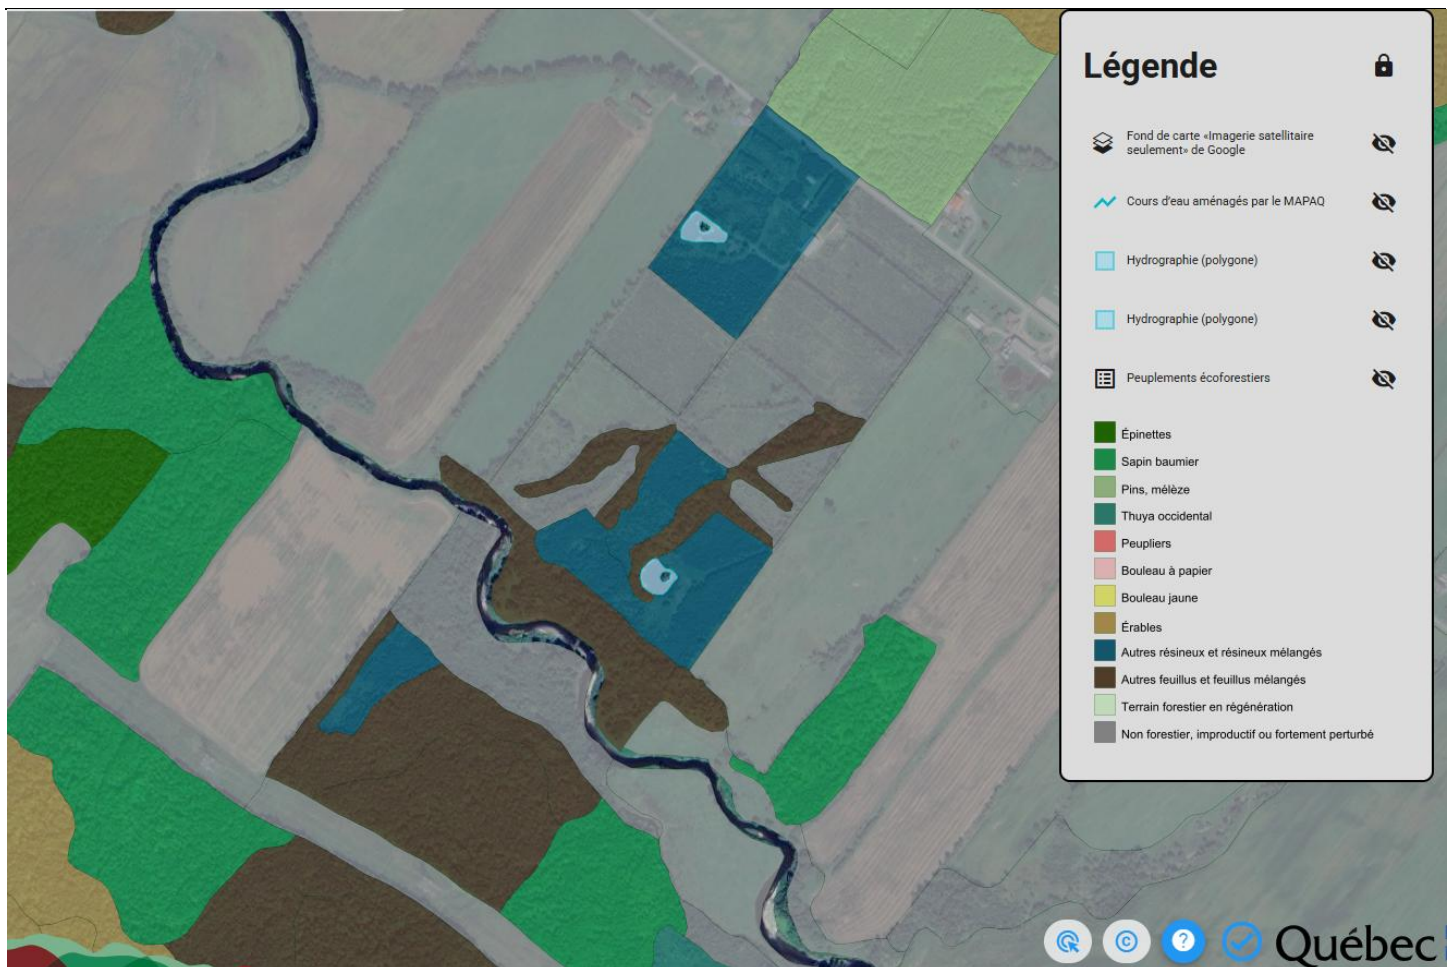 Légende
Fond de carte «Imagerie satellitaire
seulement» de Google
Cours d'eau aménagés par le MAPAQ
Hydrographie (polygone)
Hydrographie (polygone)
Peuplements écoforestiers
Épinettes
Sapin baumier
Pins, mélèze
Thuya occidental
Peupliers
Bouleau à papier
Bouleau jaune
Érables
Autres résineux et résineux mélangés
Autres feuillus et feuillus mélangés
Terrain forestier en régénération
Non forestier, improductif ou fortement perturbé
© ? Québec